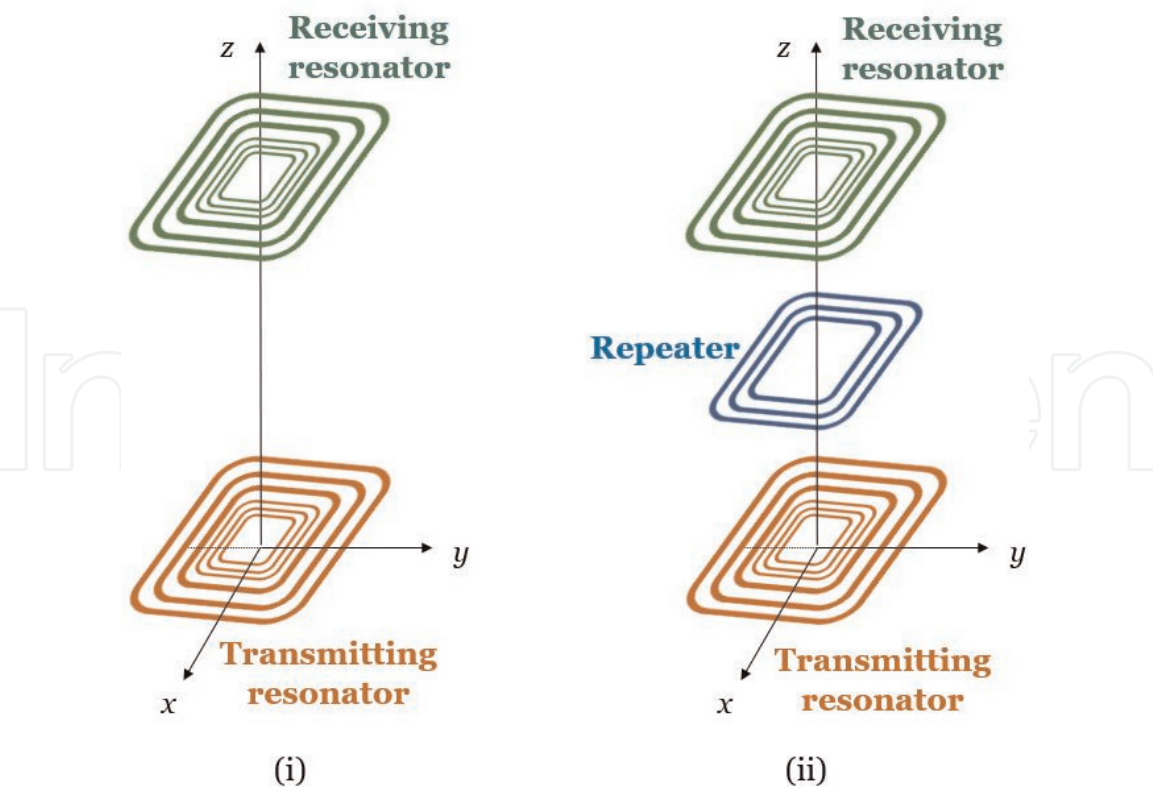 z
Receiving
resonator
y
x
Transmitting
resonator
(i)
z
Receiving
resonator
Repeater
y
x
Transmitting
resonator
(ii)